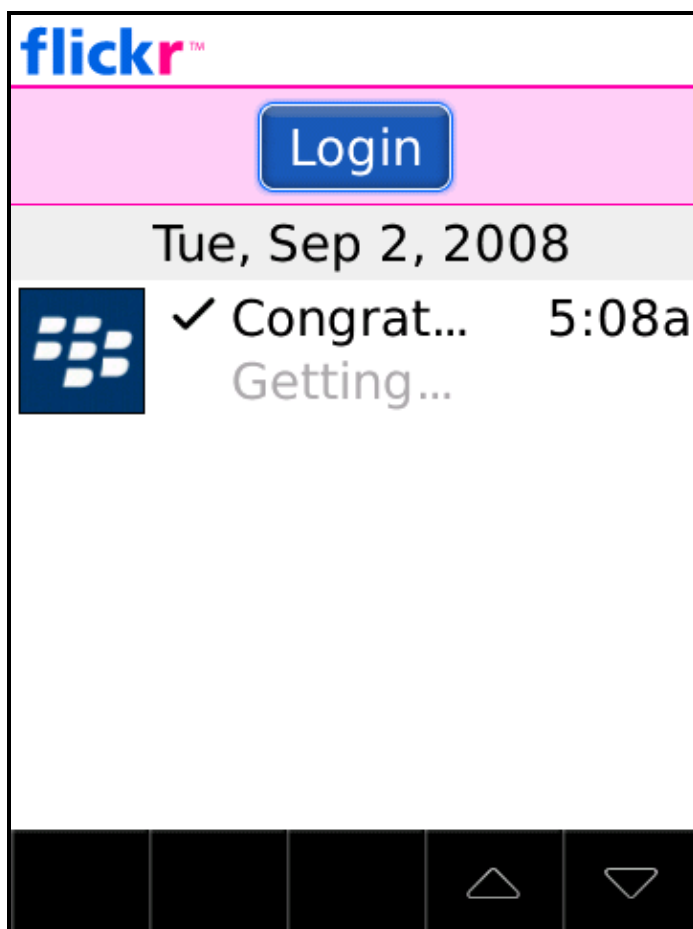 flickr™
Login
Tue, Sep 2, 2008
✓ Congrat... 5:08a
Getting...